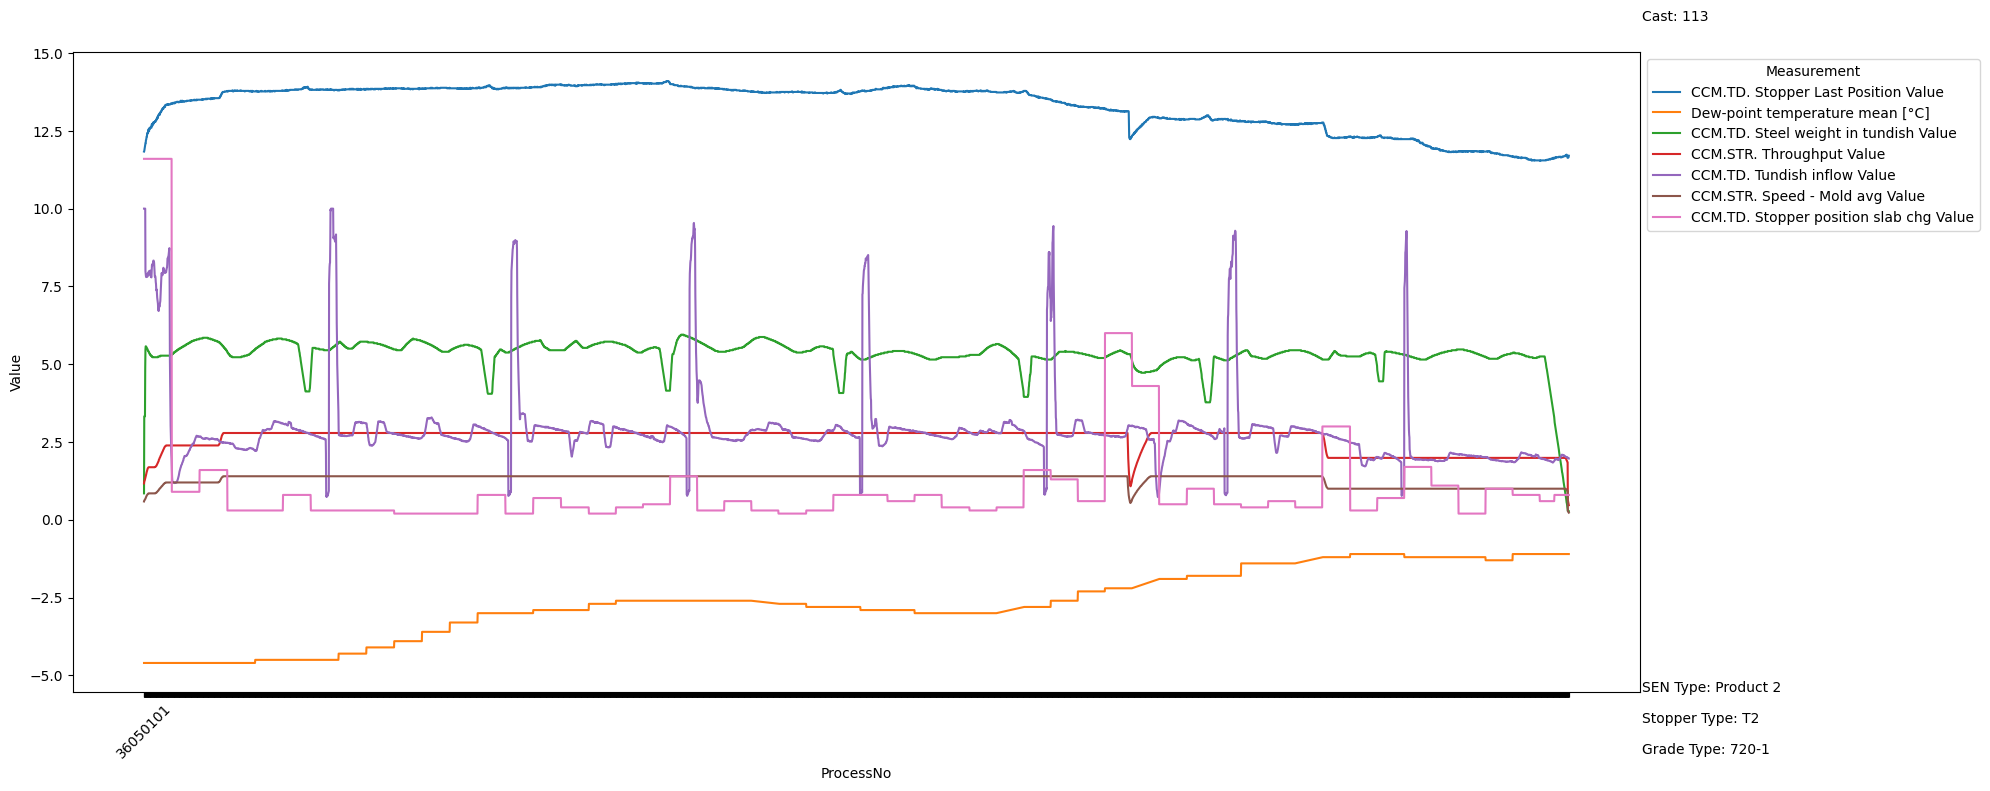 Cast: 113
15.0
12.5
10.0
7.5
5.0
2.5
0.0
−2.5
−5.0
Value
Measurement
CCM.TD. Stopper Last Position Value
Dew-point temperature mean [°C]
CCM.TD. Steel weight in tundish Value
CCM.STR. Throughput Value
CCM.TD. Tundish inflow Value
CCM.STR. Speed - Mold avg Value
CCM.TD. Stopper position slab chg Value
36050101
ProcessNo
SEN Type: Product 2
Stopper Type: T2
Grade Type: 720-1